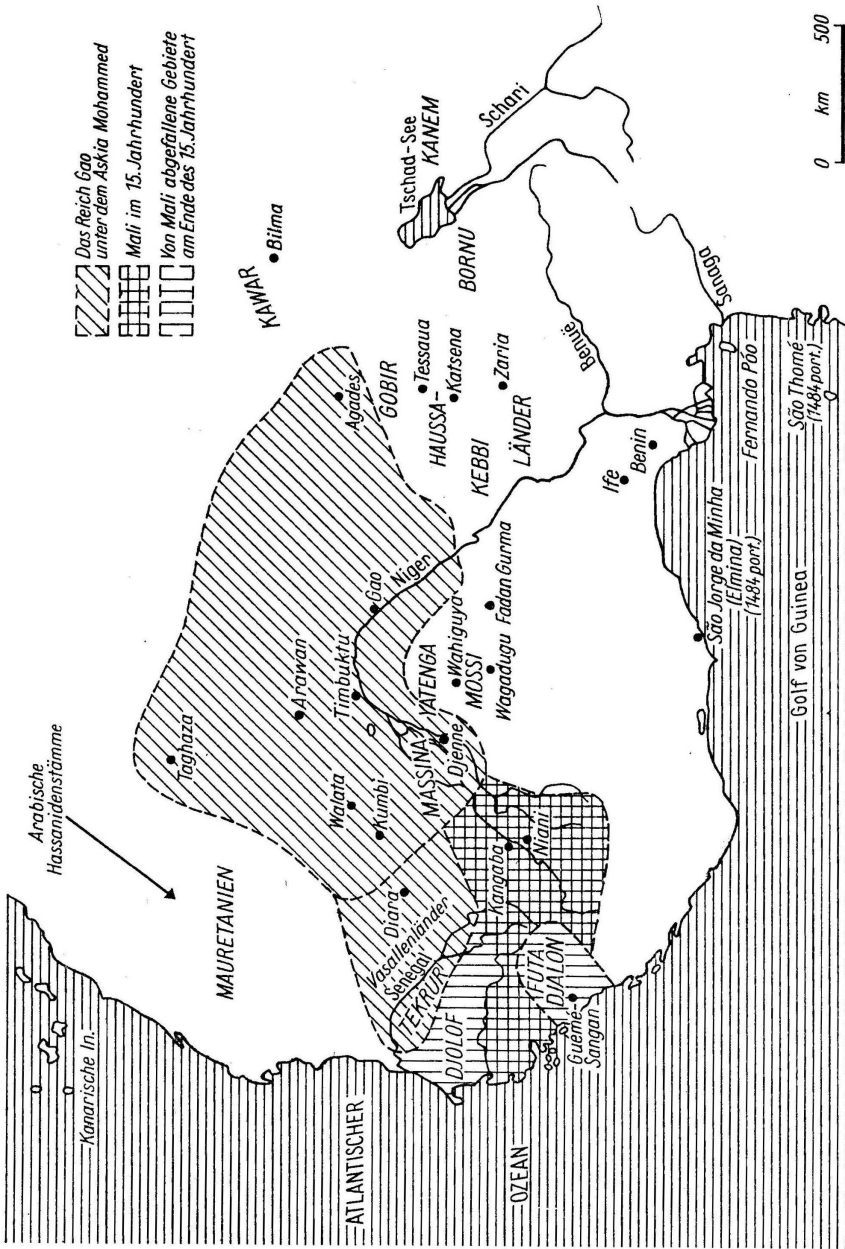 Das Reich Gao
unter dem Askia Mohammed
Mali im 15. Jahrhundert
Von Mali abgefallene Gebiete
am Ende des 15. Jahrhundert
Kanarische In.
Arabische
Hassanidenstämme
MAURETANIEN
Taghaza
Arawan
Walata
Kumbi
Timbuktu
Gao
Niger
Agades
KAWAR
Bilma
GOBIR
Tessaua
HAUSSA-
Katsena
KEBBI
Zaria
LÄNDER
BORNU
Tschad-See
KANEM
Schari
Diara
Vasallenländer
Senegal
TEKRUR
DJOLOF
MASSINA
Djenne
YATENGA
Wahiguya
MOSSI
Wagadugu
Fadan Gurma
Kangaba
Niani
FUTA
DJALON
Guémé-
Sangan
Ife
Benin
Benuë
Sanaga
ATLANTISCHER
OZEAN
São Jorge da Minha
(Elmina)
(1484 port.)
Golf von Guinea
Fernando Póo
São Thomé
(1484 port.)
0 km 500